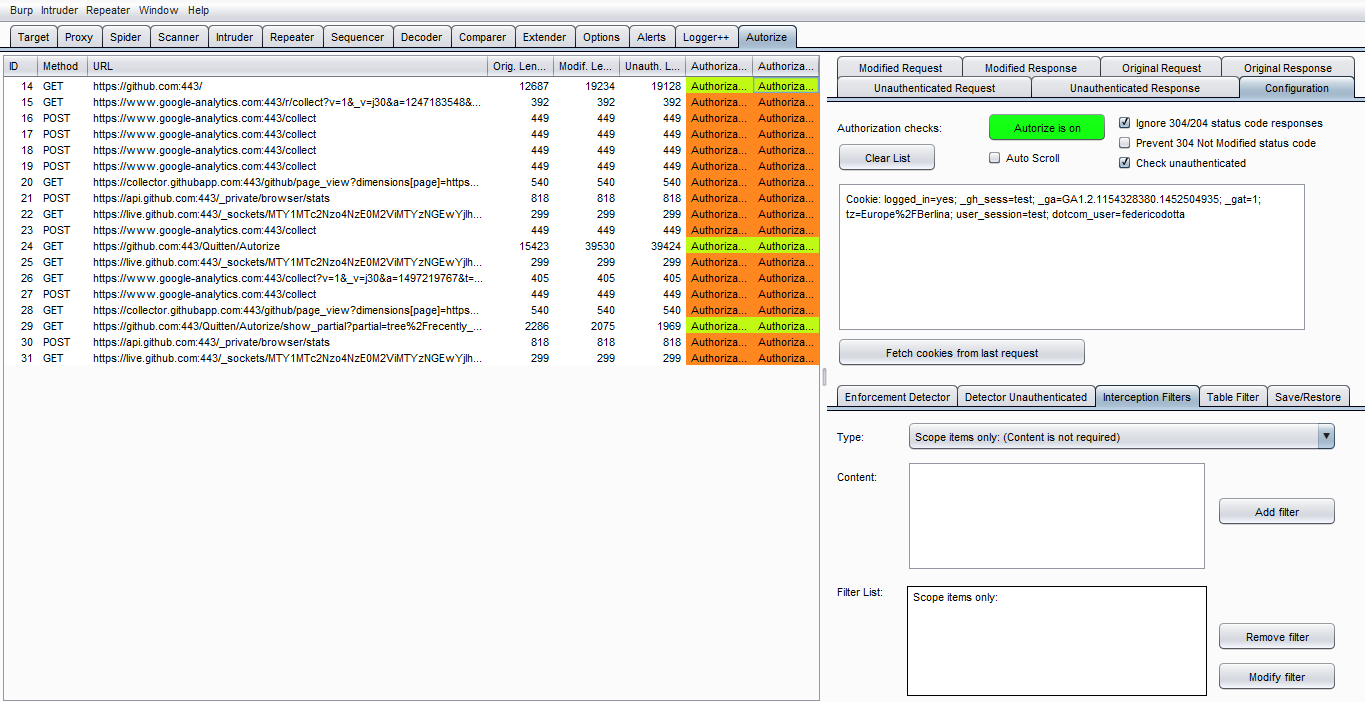 Burp Intruder Repeater Window Help
Target Proxy Spider Scanner Intruder Repeater Sequencer Decoder Comparer Extender Options Alerts Logger++ Autorize
ID Method URL Orig. Len... Modif. Le... Unauth. L... Authoriza... Authoriza...
14 GET https://github.com:443/ 12687 19234 19128 Authoriza... Authoriza...
15 GET https://www.google-analytics.com:443/r/collect?v=1&_v=j30&a=1247183548&... 392 392 392 Authoriza... Authoriza...
16 POST https://www.google-analytics.com:443/collect 449 449 449 Authoriza... Authoriza...
17 POST https://www.google-analytics.com:443/collect 449 449 449 Authoriza... Authoriza...
18 POST https://www.google-analytics.com:443/collect 449 449 449 Authoriza... Authoriza...
19 POST https://www.google-analytics.com:443/collect 449 449 449 Authoriza... Authoriza...
20 GET https://collector.githubapp.com:443/github/page_view?dimensions[page]=https... 540 540 540 Authoriza... Authoriza...
21 POST https://api.github.com:443/_private/browser/stats 818 818 818 Authoriza... Authoriza...
22 GET https://live.github.com:443/_sockets/MTY1MTc2Nzo4NzE0M2ViMTYzNGEwYjlh... 299 299 299 Authoriza... Authoriza...
23 POST https://www.google-analytics.com:443/collect 449 449 449 Authoriza... Authoriza...
24 GET https://github.com:443/Quitten/Autorize 15423 39530 39424 Authoriza... Authoriza...
25 GET https://live.github.com:443/_sockets/MTY1MTc2Nzo4NzE0M2ViMTYzNGEwYjlh... 299 299 299 Authoriza... Authoriza...
26 GET https://www.google-analytics.com:443/collect?v=1&_v=j30&a=1497219767&t=... 405 405 405 Authoriza... Authoriza...
27 POST https://www.google-analytics.com:443/collect 449 449 449 Authoriza... Authoriza...
28 GET https://collector.githubapp.com:443/github/page_view?dimensions[page]=https... 540 540 540 Authoriza... Authoriza...
29 GET https://github.com:443/Quitten/Autorize/show_partial?partial=tree%2Frecently_... 2286 2075 1969 Authoriza... Authoriza...
30 POST https://api.github.com:443/_private/browser/stats 818 818 818 Authoriza... Authoriza...
31 GET https://live.github.com:443/_sockets/MTY1MTc2Nzo4NzE0M2ViMTYzNGEwYjlh... 299 299 299 Authoriza... Authoriza...
Modified Request Modified Response Original Request Original Response
Unauthenticated Request Unauthenticated Response Configuration
Authorization checks: Autorize is on Ignore 304/204 status code responses
Prevent 304 Not Modified status code
Clear List Auto Scroll Check unauthenticated
Cookie: logged_in=yes; _gh_sess=test; _ga=GA1.2.1154328380.1452504935; _gat=1;
tz=Europe%2FBerlina; user_session=test; dotcom_user=federicodotta
Fetch cookies from last request
Enforcement Detector Detector Unauthenticated Interception Filters Table Filter Save/Restore
Type: Scope items only: (Content is not required)
Content:
Add filter
Filter List: Scope items only:
Remove filter
Modify filter